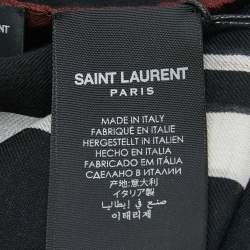 SAINT LAURENT
PARIS
MADE IN ITALY
FABRIQUÉ EN ITALIE
HERGESTELLT IN ITALIEN
HECHO EN ITALIA
FABRICADO EM ITÁLIA
СДЕЛАНО В ИТАЛИИ
产地:意大利
イタリア製
صنع في إيطاليا
이태리제